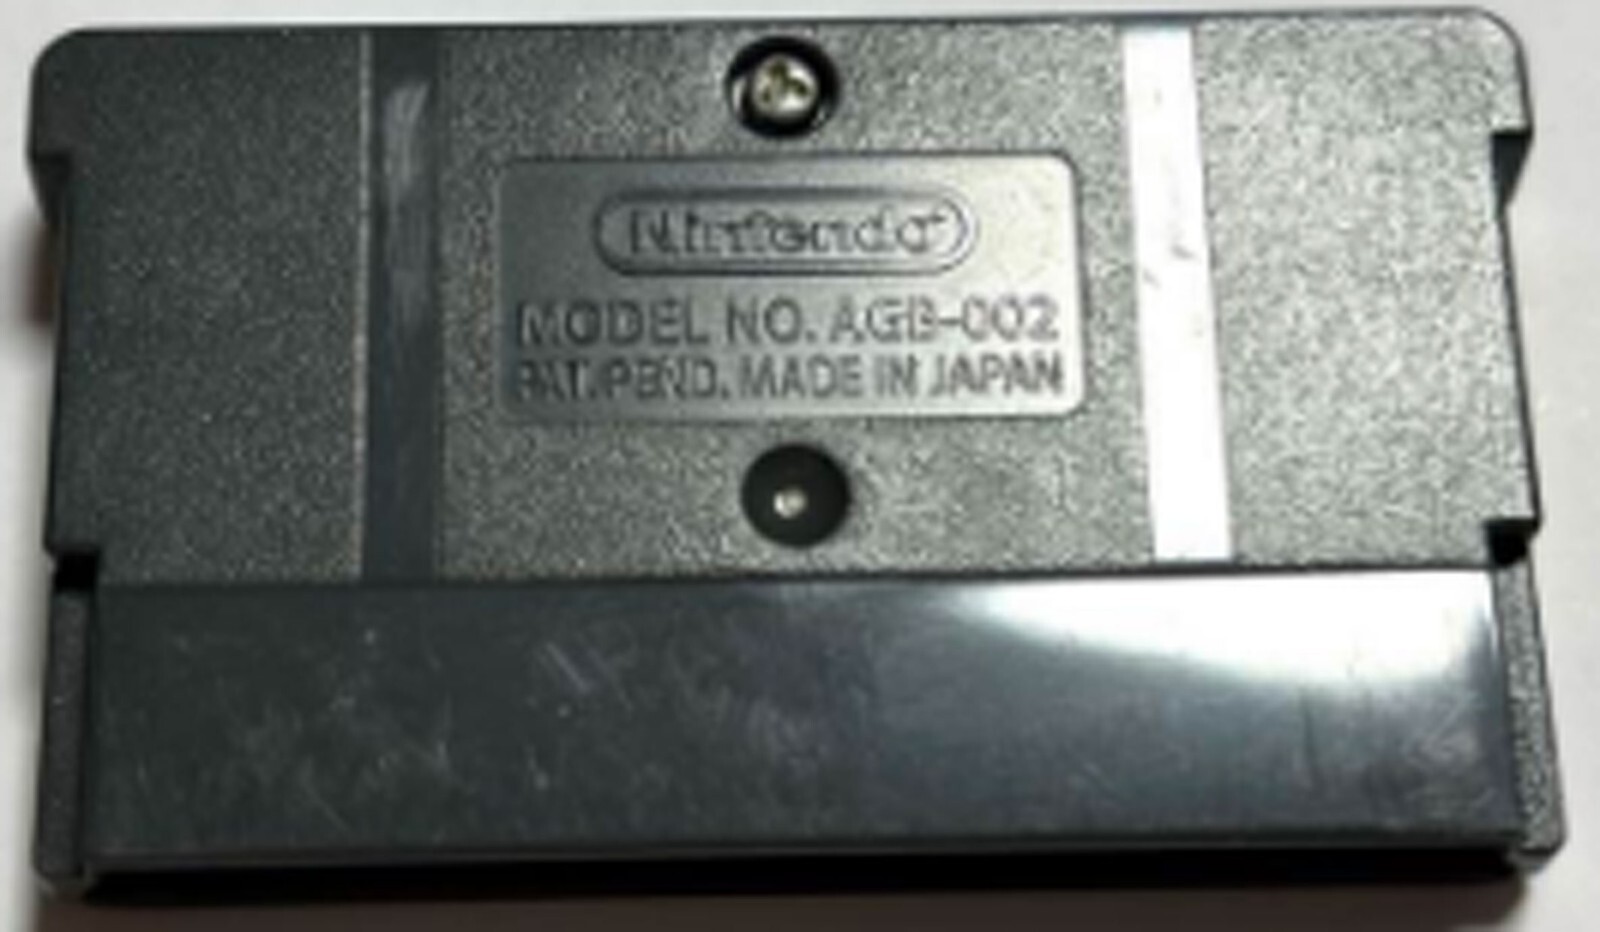 Nintendo
MODEL NO. AGB-002
PAT. PEND. MADE IN JAPAN